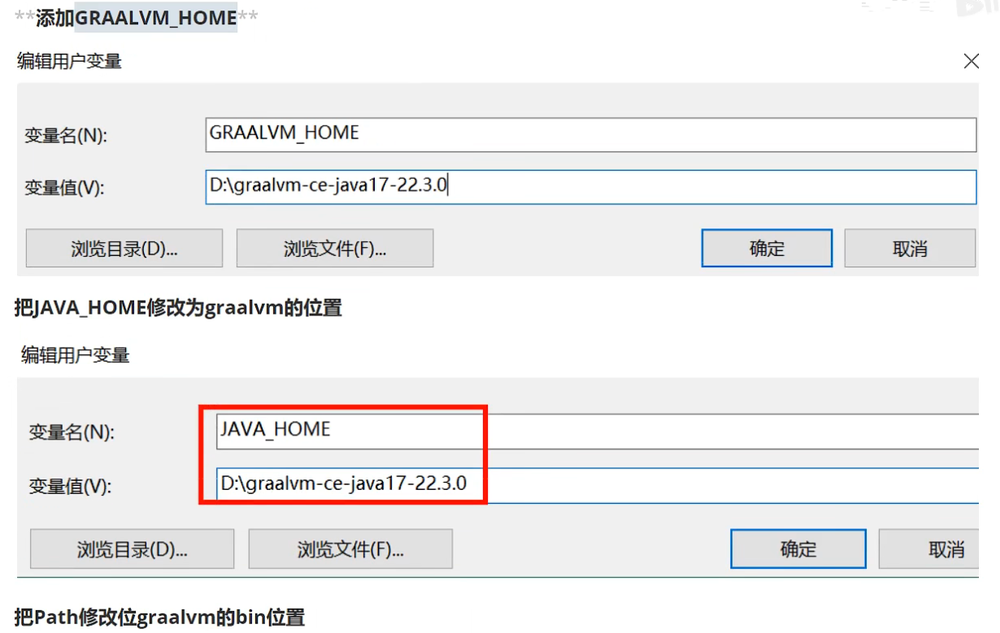 **添加GRAALVM_HOME**
编辑用户变量
变量名(N):
GRAALVM_HOME
变量值(V):
D:\graalvm-ce-java17-22.3.0
浏览目录(D)...
浏览文件(F)...
确定
取消
把JAVA_HOME修改为graalvm的位置
编辑用户变量
变量名(N):
JAVA_HOME
变量值(V):
D:\graalvm-ce-java17-22.3.0
浏览目录(D)...
浏览文件(F)...
确定
取消
把Path修改位graalvm的bin位置